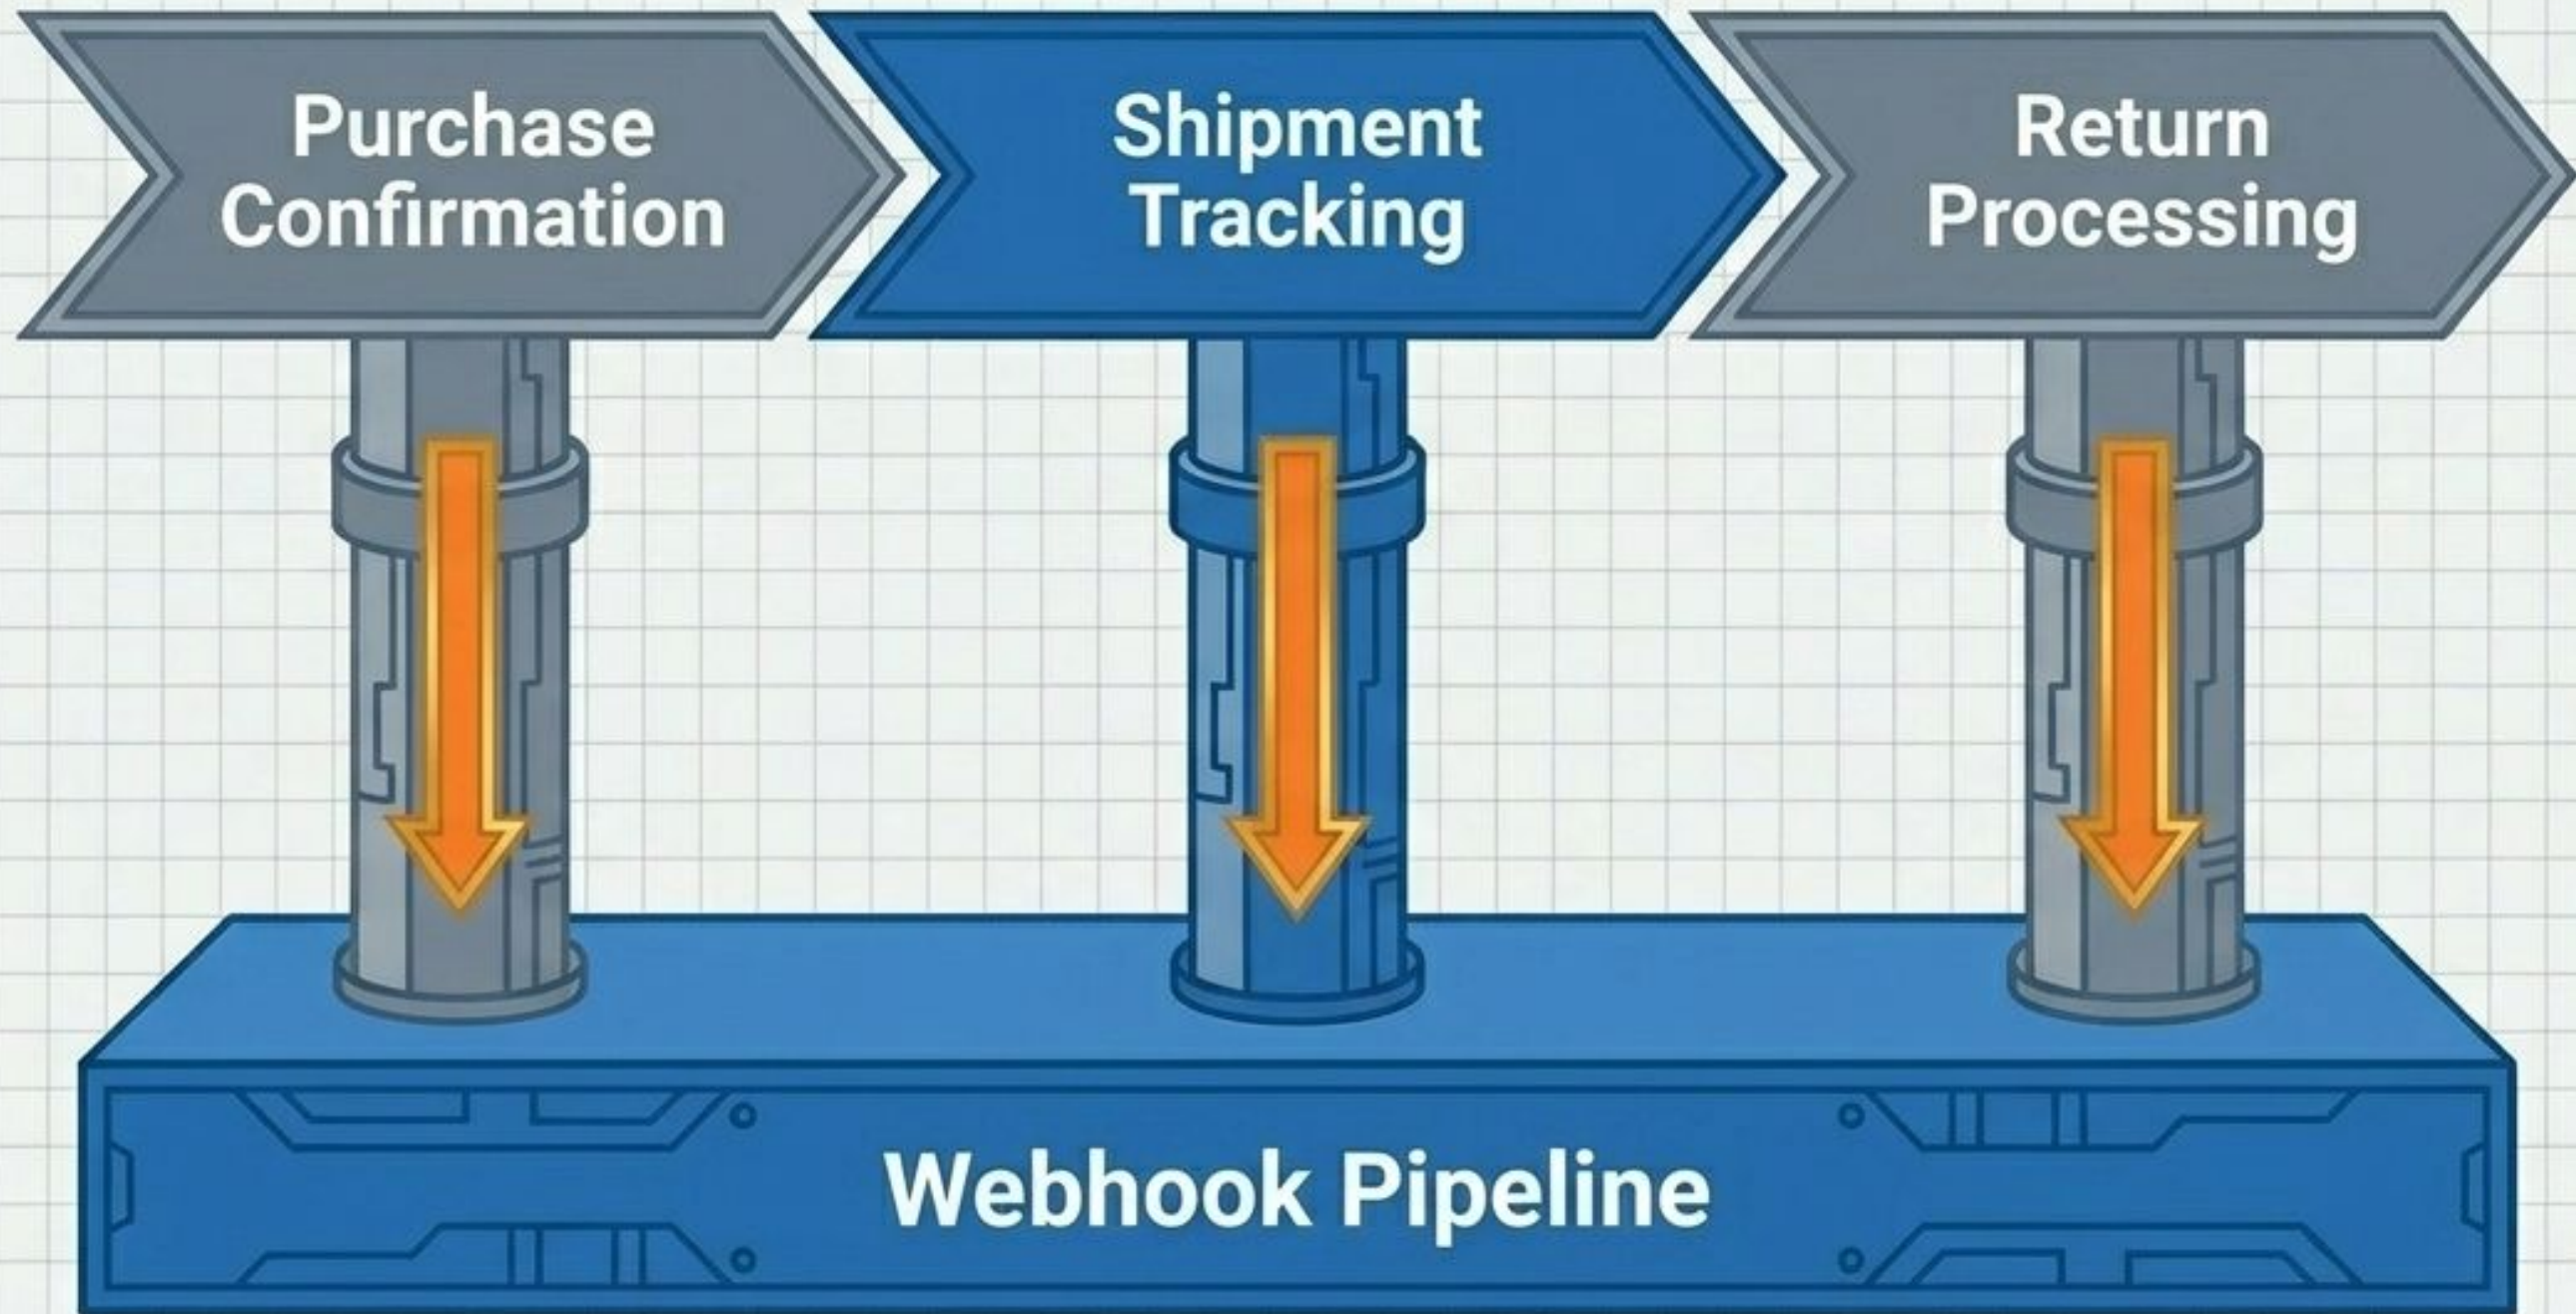 Purchase
Confirmation
Shipment
Tracking
Return
Processing
Webhook Pipeline